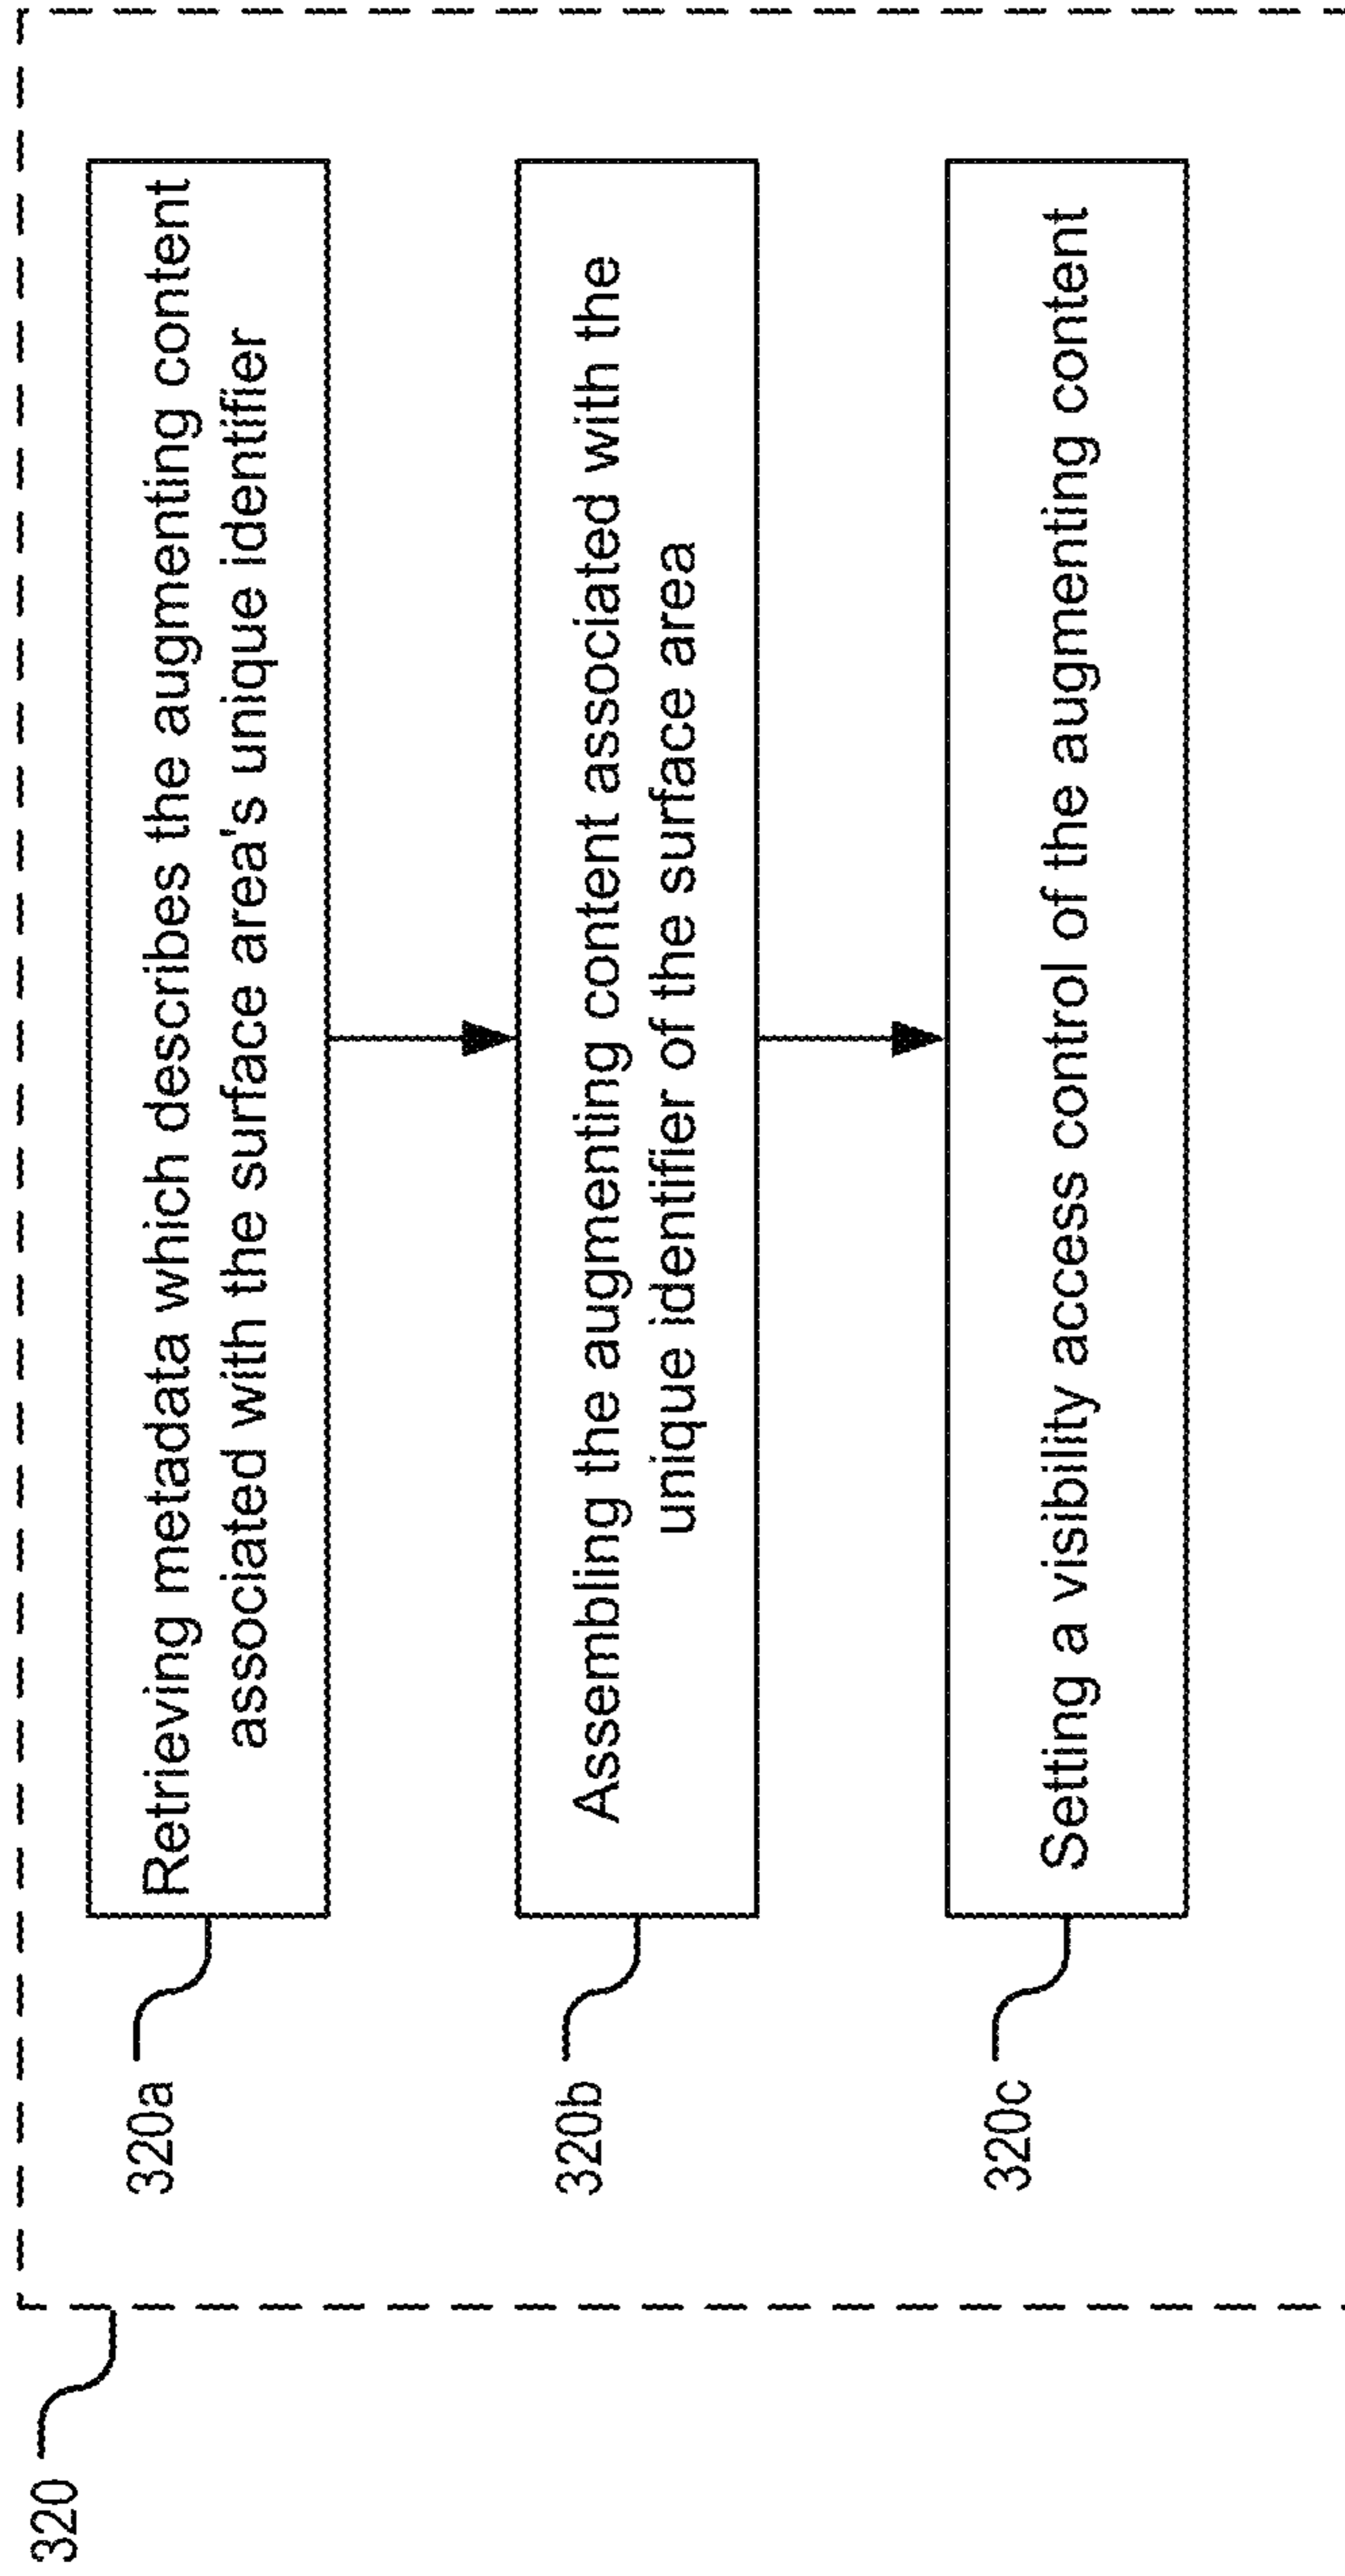 320
320a
Retrieving metadata which describes the augmenting content
associated with the surface area's unique identifier
320b
Assembling the augmenting content associated with the
unique identifier of the surface area
320c
Setting a visibility access control of the augmenting content